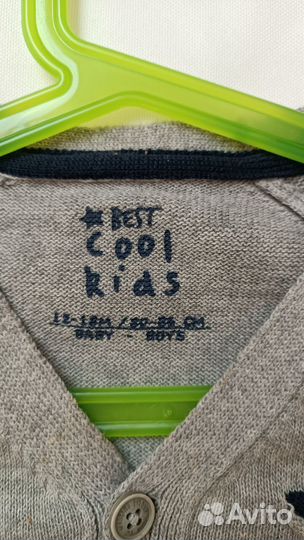 BEST
Cool
kids
12-18M / 80-86 CM
BABY - BOYS
Avito